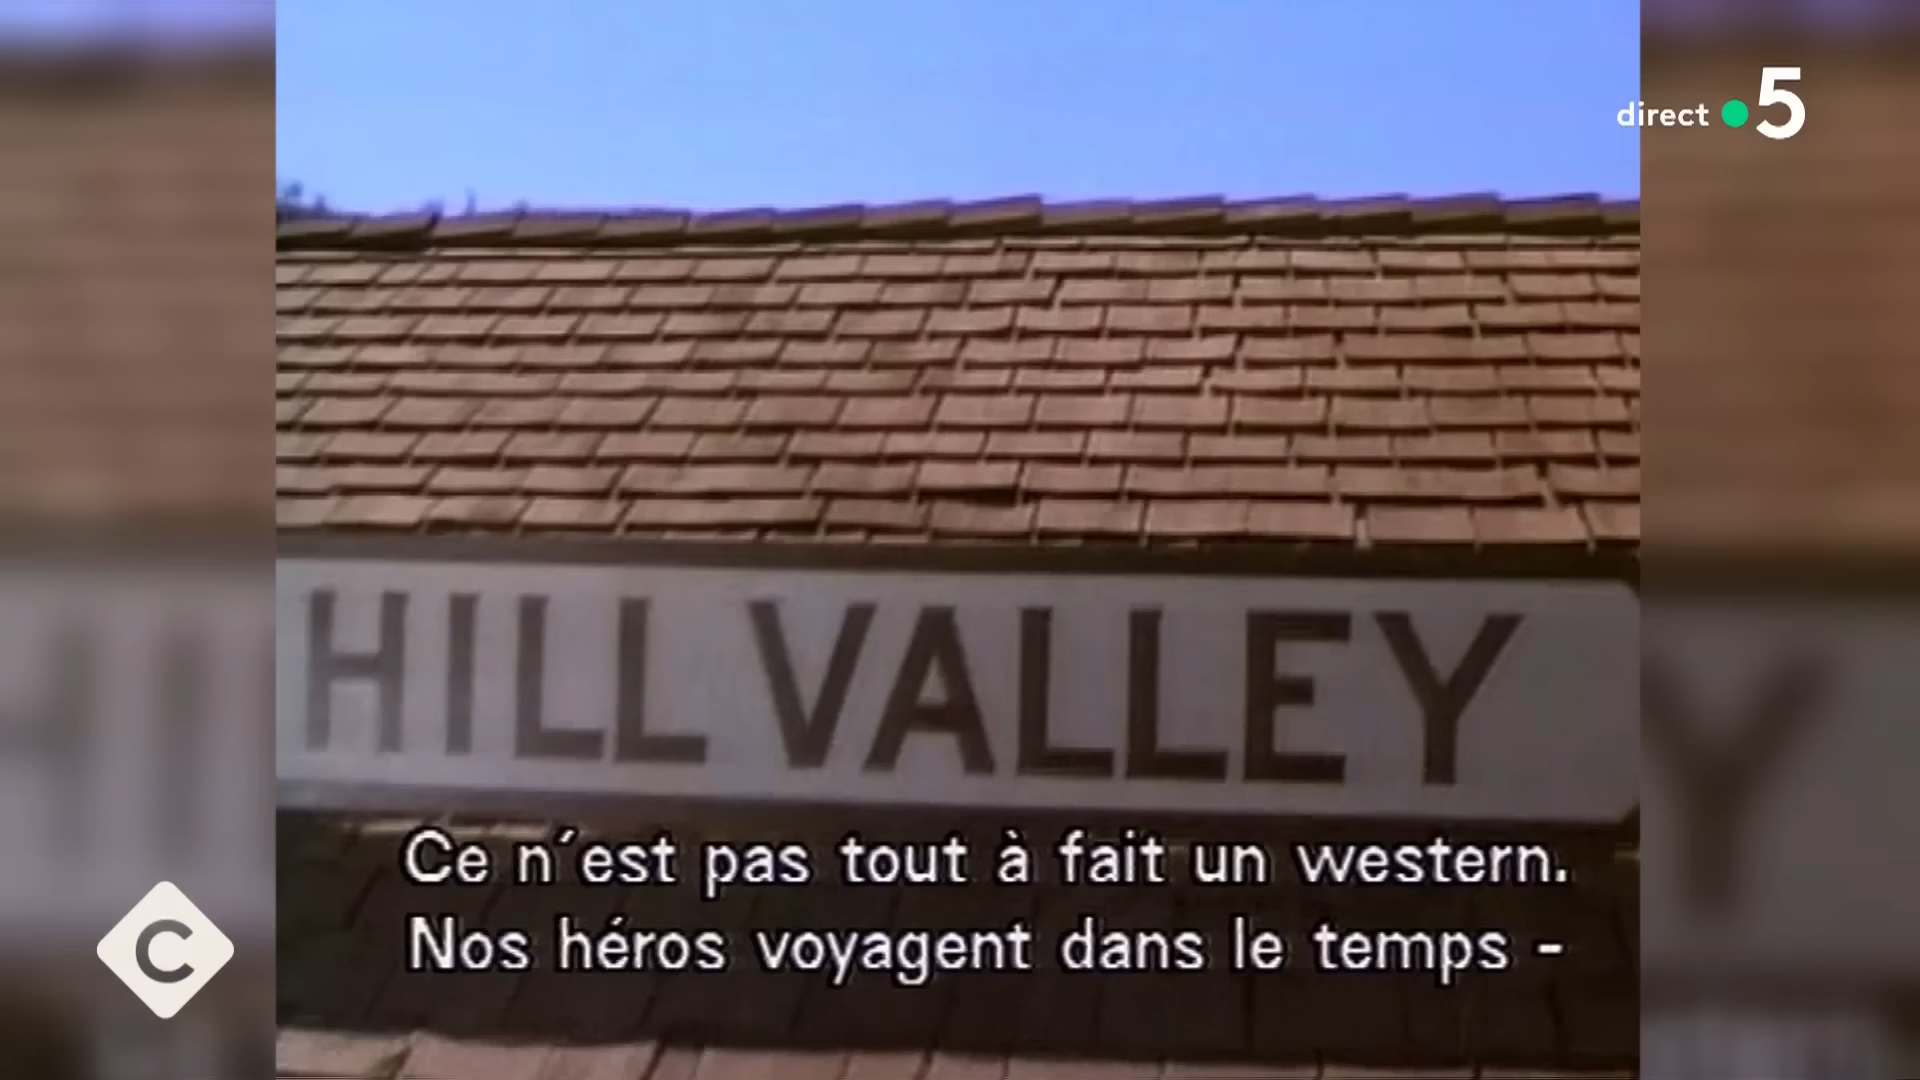 direct 5
HILL VALLEY
Ce n´est pas tout à fait un western.
Nos héros voyagent dans le temps -
C